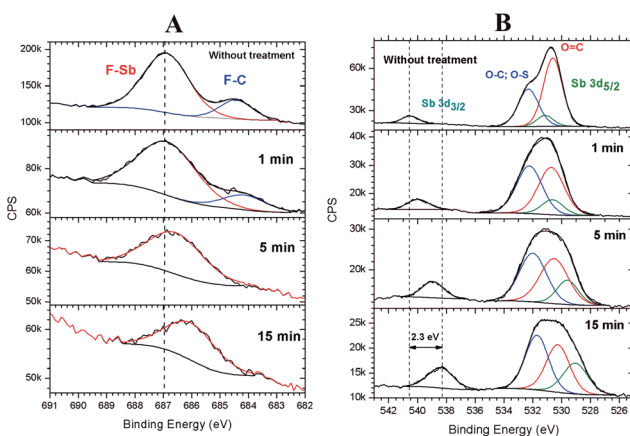 A
Without treatment
F-Sb
F-C
200k
175k
150k
125k
100k
1 min
80k
60k
5 min
70k
60k
50k
15 min
60k
50k
CPS
691 690 689 688 687 686 685 684 683 682
Binding Energy (eV)
B
O=C
Without treatment
O-C; O-S
Sb 3d5/2
Sb 3d3/2
60k
30k
1 min
40k
30k
20k
5 min
30k
20k
10k
15 min
2.3 eV
25k
20k
15k
10k
CPS
542 540 538 536 534 532 530 528 526
Binding Energy (eV)